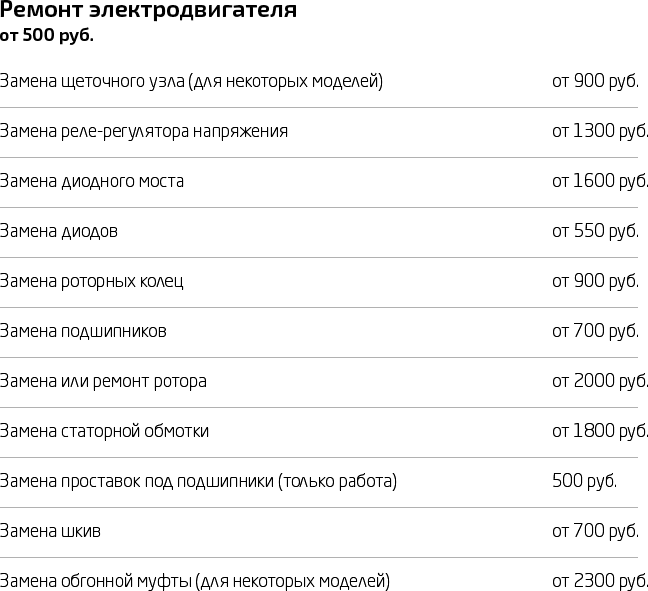 Ремонт электродвигателя
от 500 руб.
Замена щеточного узла (для некоторых моделей) от 900 руб.
Замена реле-регулятора напряжения от 1300 руб.
Замена диодного моста от 1600 руб.
Замена диодов от 550 руб.
Замена роторных колец от 900 руб.
Замена подшипников от 700 руб.
Замена или ремонт ротора от 2000 руб.
Замена статорной обмотки от 1800 руб.
Замена проставок под подшипники (только работа) 500 руб.
Замена шкив от 700 руб.
Замена обгонной муфты (для некоторых моделей) от 2300 руб.